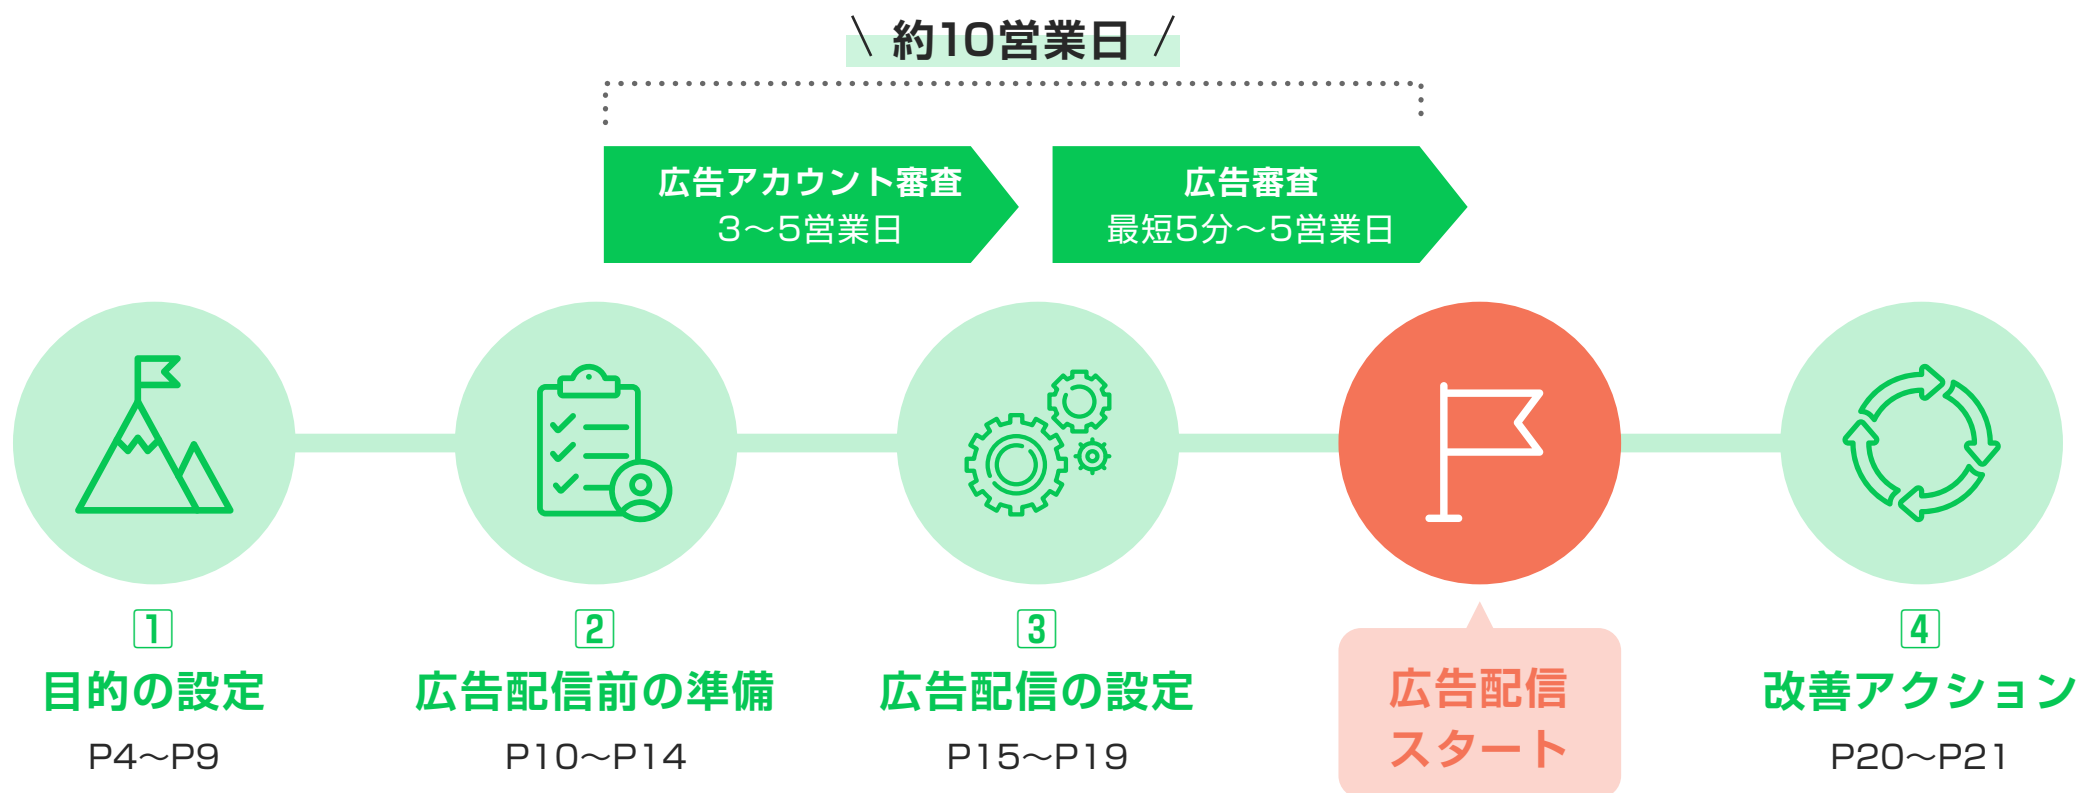 \ 約10営業日 /
広告アカウント審査
3〜5営業日
広告審査
最短5分〜5営業日
1
目的の設定
P4〜P9
2
広告配信前の準備
P10〜P14
3
広告配信の設定
P15〜P19
広告配信
スタート
4
改善アクション
P20〜P21